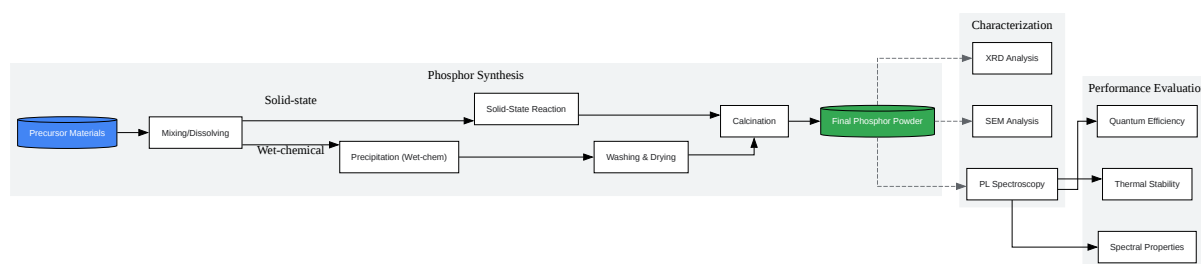 Characterization
XRD Analysis
Phosphor Synthesis
Performance Evaluatio
Solid-state
Solid-State Reaction
Precursor Materials
Mixing/Dissolving
Calcination
Final Phosphor Powder
SEM Analysis
Quantum Efficiency
Wet-chemical
Precipitation (Wet-chem)
Washing & Drying
PL Spectroscopy
Thermal Stability
Spectral Properties